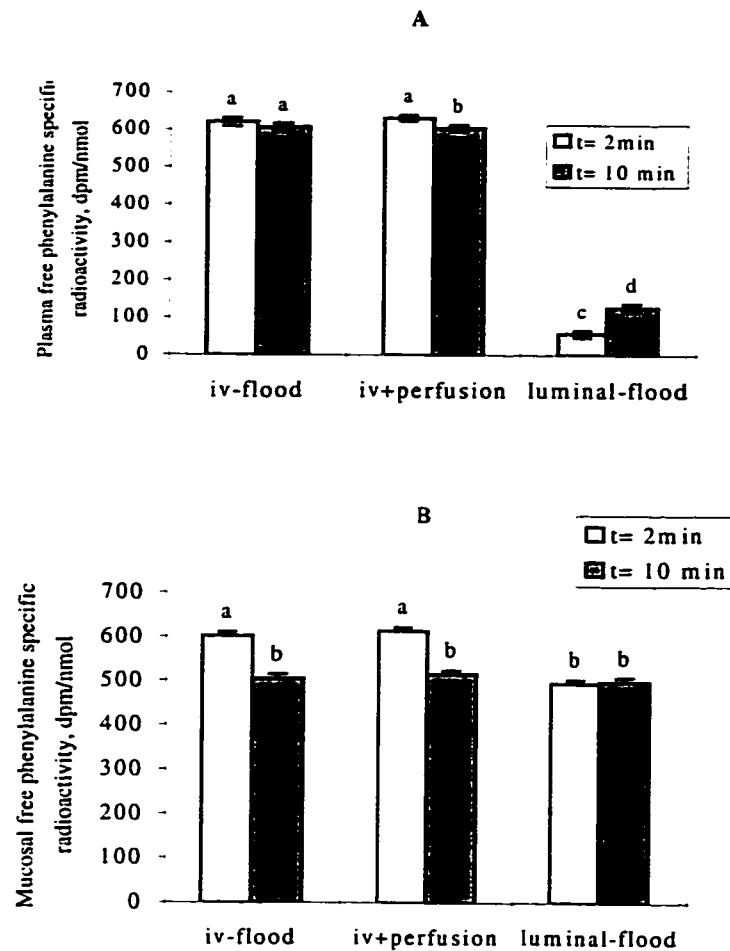 A
Plasma free phenylalanine specific
radioactivity, dpm/nmol
700
600
500
400
300
200
100
0
a
a
a
b
c
d
t= 2min
t= 10 min
iv-flood
iv+perfusion
luminal-flood
B
Mucosal free phenylalanine specific
radioactivity, dpm/nmol
700
600
500
400
300
200
100
0
a
b
a
b
b
b
t= 2min
t= 10 min
iv-flood
iv+perfusion
luminal-flood